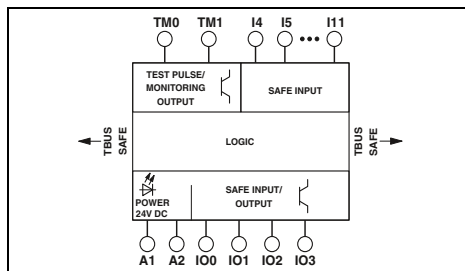 TM0 TM1 I4 I5 ••• I11
TEST PULSE/
MONITORING
OUTPUT
SAFE INPUT
TBUS
SAFE
LOGIC
TBUS
SAFE
POWER
24V DC
SAFE INPUT/
OUTPUT
A1 A2 IO0 IO1 IO2 IO3